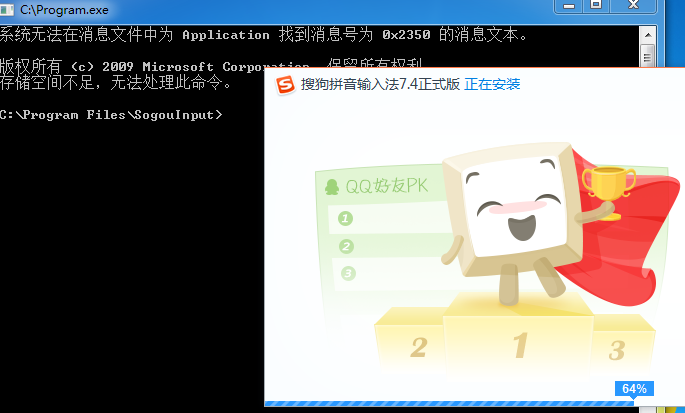 C:\Program.exe
系统无法在消息文件中为 Application 找到消息号为 0x2350 的消息文本。
版权所有 (c) 2009 Microsoft Corporation。保留所有权利
存储空间不足，无法处理此命令。
C:\Program Files\SogouInput>
搜狗拼音输入法7.4正式版 正在安装
QQ好友PK
1
2
3
2
1
3
64%